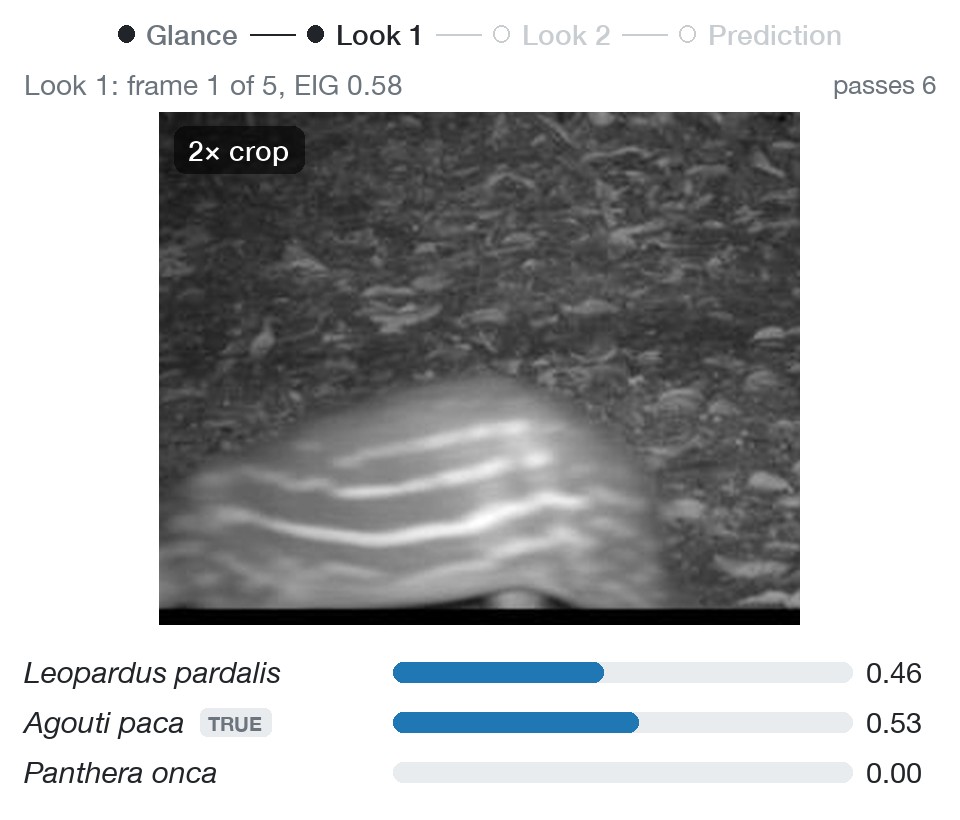 Glance Look 1 Look 2 Prediction
Look 1: frame 1 of 5, EIG 0.58 passes 6
2× crop
Leopardus pardalis 0.46
Agouti paca TRUE 0.53
Panthera onca 0.00